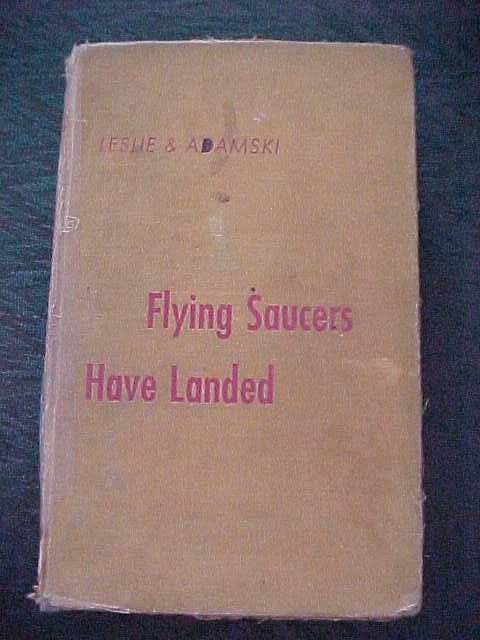 LESLIE & ADAMSKI
Flying Saucers
Have Landed